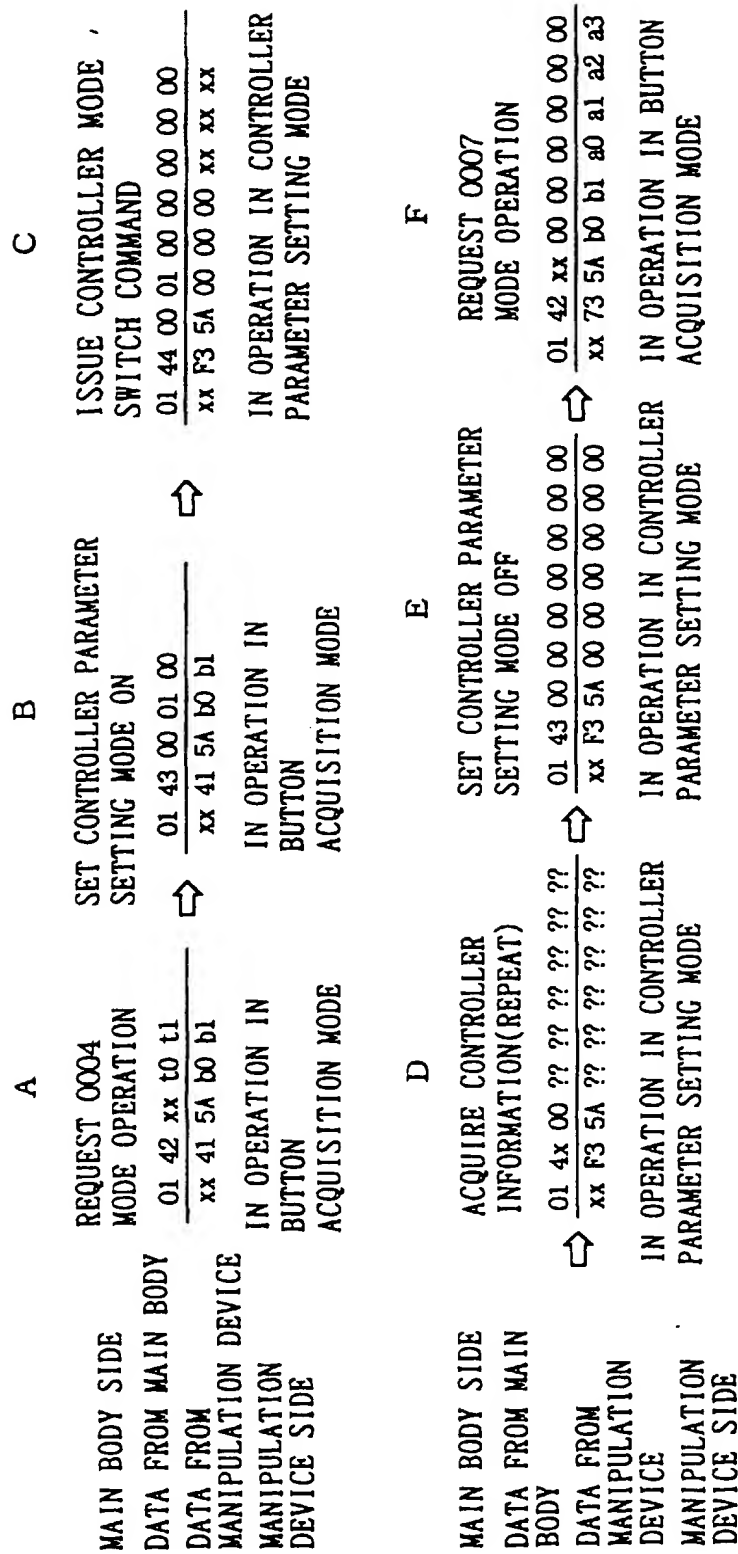 A
B
C
MAIN BODY SIDE
REQUEST 0004
MODE OPERATION
SET CONTROLLER PARAMETER
SETTING MODE ON
ISSUE CONTROLLER MODE
SWITCH COMMAND
DATA FROM MAIN BODY
01 42 xx t0 t1
01 43 00 01 00
01 44 00 01 00 00 00 00 00
DATA FROM
MANIPULATION DEVICE
xx 41 5A b0 b1
xx 41 5A b0 b1
xx F3 5A 00 00 00 xx xx xx
MANIPULATION
DEVICE SIDE
IN OPERATION IN
BUTTON
ACQUISITION MODE
IN OPERATION IN
BUTTON
ACQUISITION MODE
IN OPERATION IN CONTROLLER
PARAMETER SETTING MODE
D
E
F
MAIN BODY SIDE
ACQUIRE CONTROLLER
INFORMATION(REPEAT)
SET CONTROLLER PARAMETER
SETTING MODE OFF
REQUEST 0007
MODE OPERATION
DATA FROM MAIN
BODY
01 4x 00 ?? ?? ?? ?? ?? ??
01 43 00 00 00 00 00 00 00
01 42 xx 00 00 00 00 00 00
DATA FROM
MANIPULATION
DEVICE
xx F3 5A ?? ?? ?? ?? ?? ??
xx F3 5A 00 00 00 00 00 00
xx 73 5A b0 b1 a0 a1 a2 a3
MANIPULATION
DEVICE SIDE
IN OPERATION IN CONTROLLER
PARAMETER SETTING MODE
IN OPERATION IN CONTROLLER
PARAMETER SETTING MODE
IN OPERATION IN BUTTON
ACQUISITION MODE